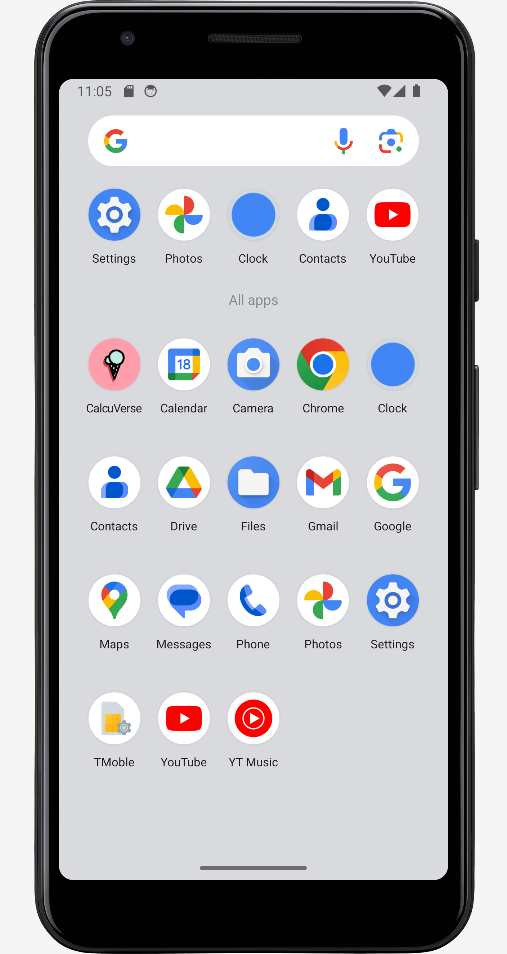 11:05
Settings Photos Clock Contacts YouTube
All apps
CalcuVerse Calendar Camera Chrome Clock
18
Contacts Drive Files Gmail Google
Maps Messages Phone Photos Settings
TMoble YouTube YT Music